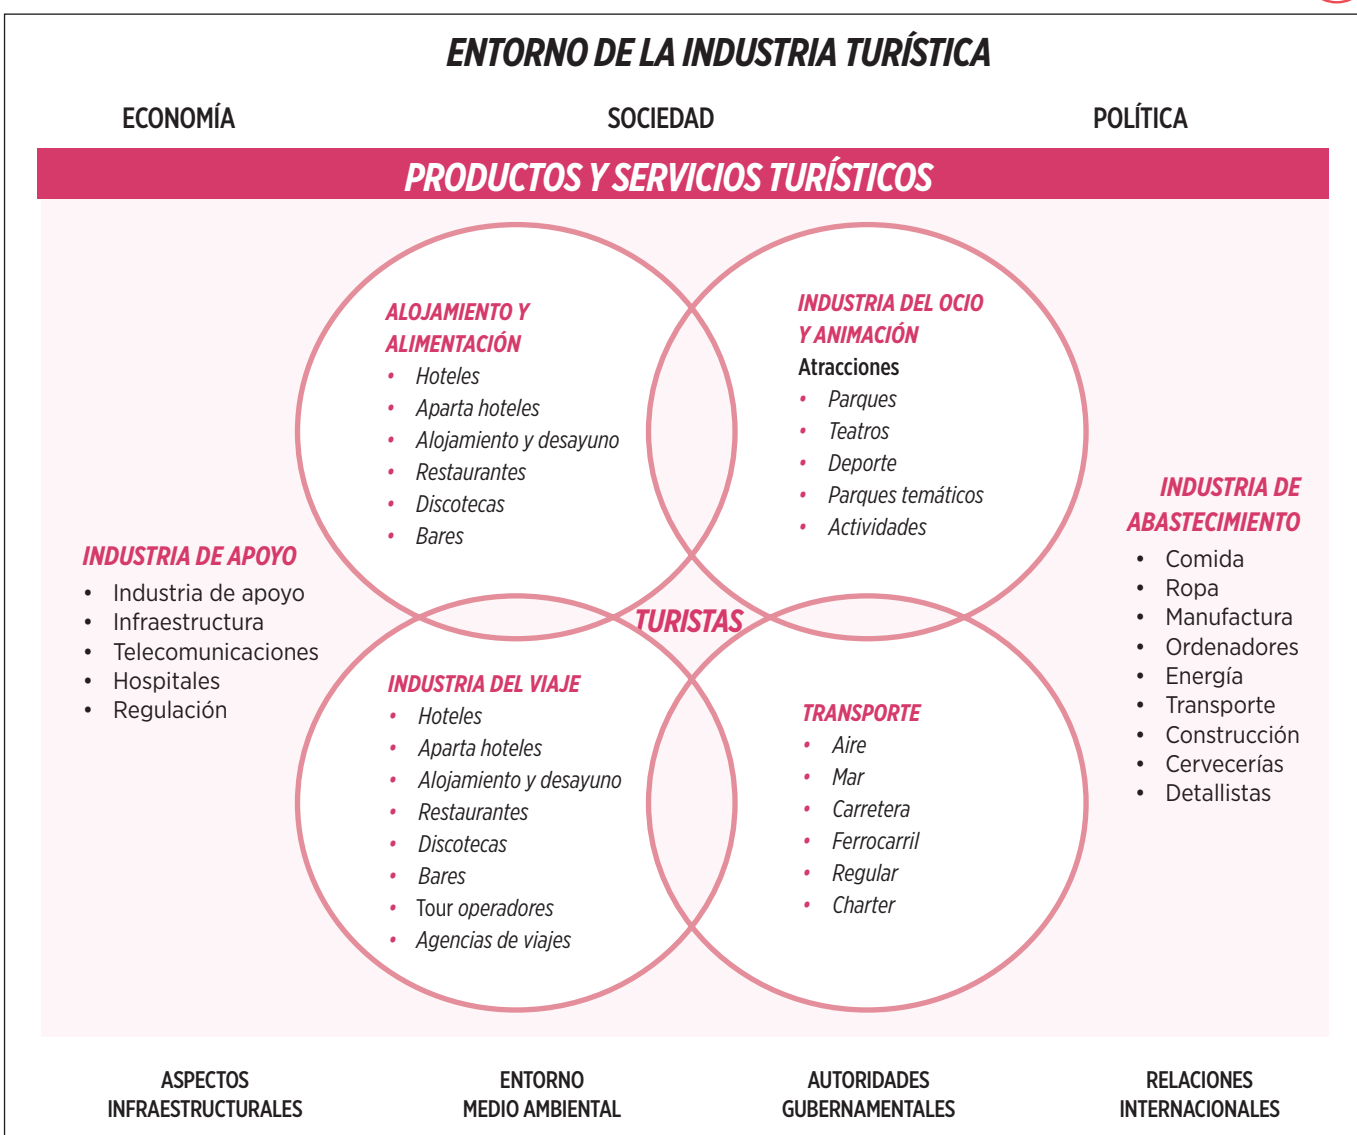 ENTORNO DE LA INDUSTRIA TURÍSTICA
ECONOMÍA
SOCIEDAD
POLÍTICA
PRODUCTOS Y SERVICIOS TURÍSTICOS
ALOJAMIENTO Y
ALIMENTACIÓN
• Hoteles
• Aparta hoteles
• Alojamiento y desayuno
• Restaurantes
• Discotecas
• Bares
INDUSTRIA DEL OCIO
Y ANIMACIÓN
Atracciones
• Parques
• Teatros
• Deporte
• Parques temáticos
• Actividades
INDUSTRIA DE APOYO
• Industria de apoyo
• Infraestructura
• Telecomunicaciones
• Hospitales
• Regulación
TURISTAS
INDUSTRIA DE
ABASTECIMIENTO
• Comida
• Ropa
• Manufactura
• Ordenadores
• Energía
• Transporte
• Construcción
• Cervecerías
• Detallistas
INDUSTRIA DEL VIAJE
• Hoteles
• Aparta hoteles
• Alojamiento y desayuno
• Restaurantes
• Discotecas
• Bares
• Tour operadores
• Agencias de viajes
TRANSPORTE
• Aire
• Mar
• Carretera
• Ferrocarril
• Regular
• Charter
ASPECTOS
INFRAESTRUCTURALES
ENTORNO
MEDIO AMBIENTAL
AUTORIDADES
GUBERNAMENTALES
RELACIONES
INTERNACIONALES